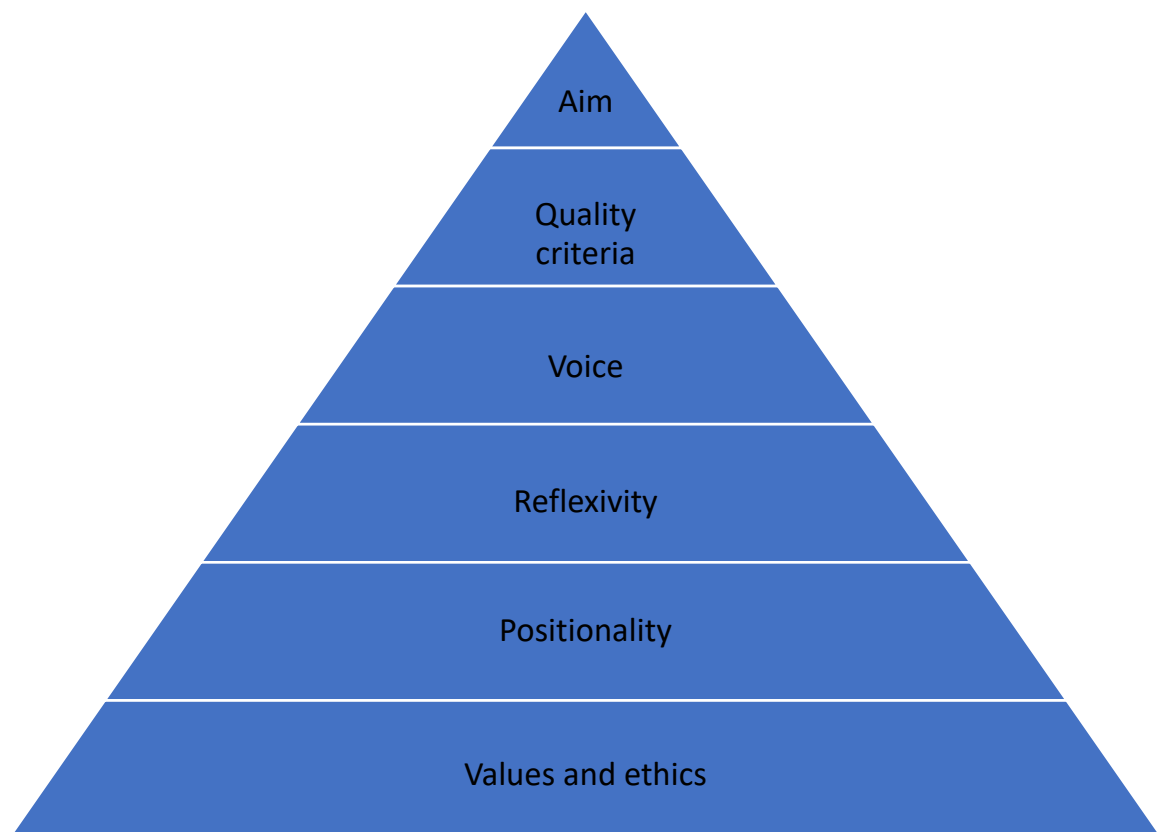 Aim
Quality
criteria
Voice
Reflexivity
Positionality
Values and ethics